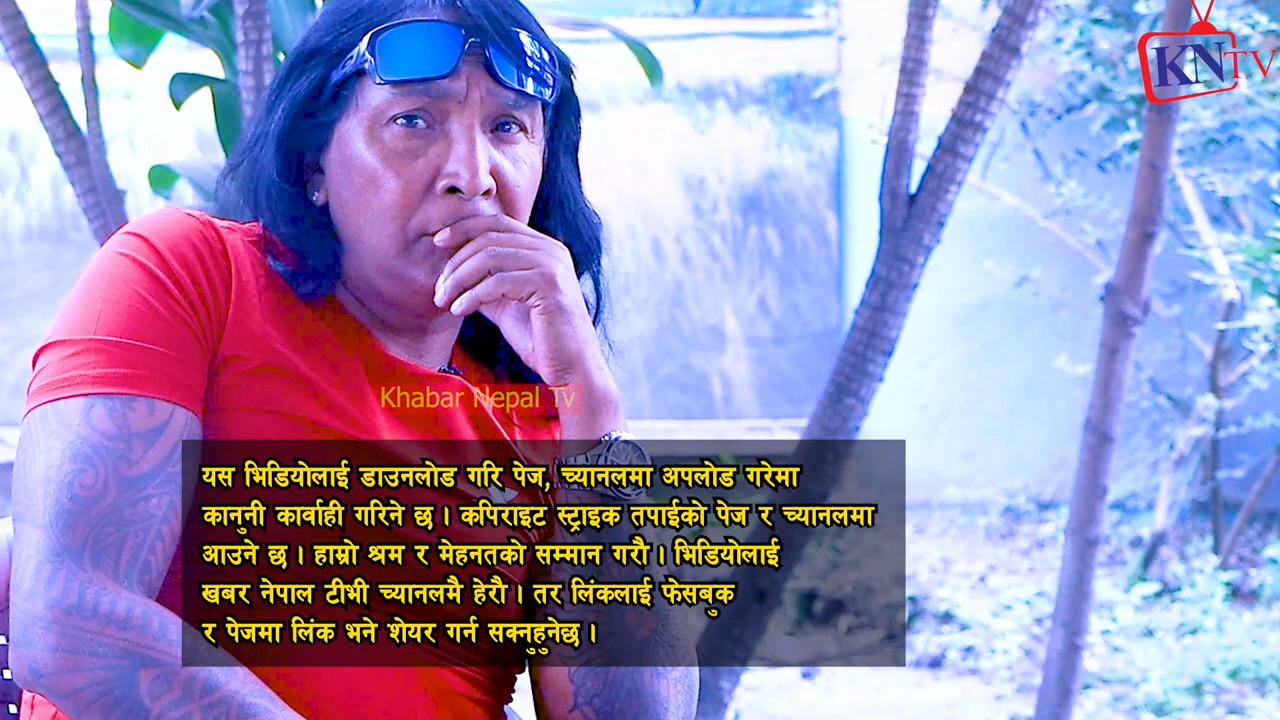 KNTV
Khabar Nepal Tv
यस भिडियोलाई डाउनलोड गरि पेज, च्यानलमा अपलोड गरेमा
कानुनी कार्वाही गरिने छ । कपिराइट स्ट्राइक तपाईको पेज र च्यानलमा
आउने छ । हाम्रो श्रम र मेहनतको सम्मान गरौ । भिडियोलाई
खबर नेपाल टीभी च्यानलमै हेरौ । तर लिंकलाई फेसबुक
र पेजमा लिंक भने शेयर गर्न सक्नुहुनेछ ।